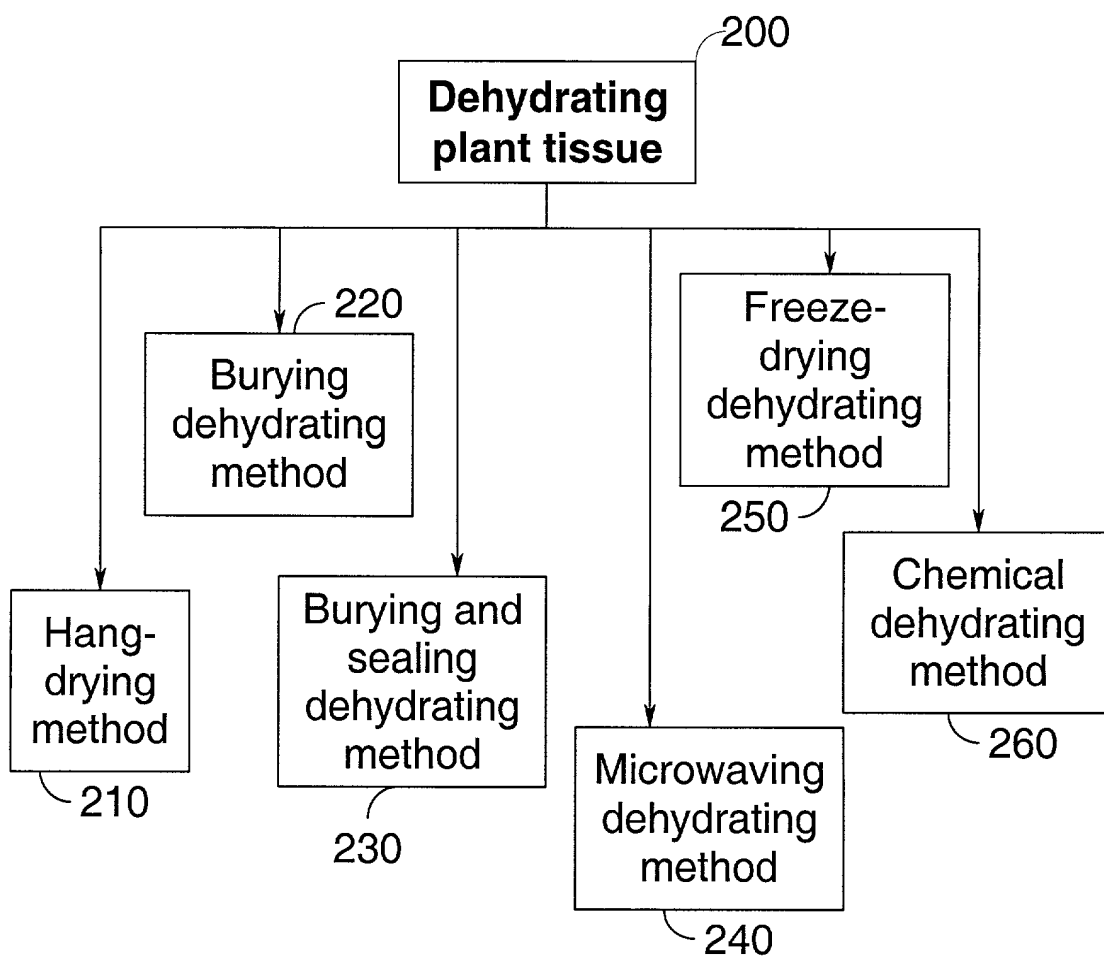 200
Dehydrating
plant tissue
220
Burying
dehydrating
method
Freeze-
drying
dehydrating
method
250
Hang-
drying
method
210
Burying and
sealing
dehydrating
method
230
Chemical
dehydrating
method
260
Microwaving
dehydrating
method
240